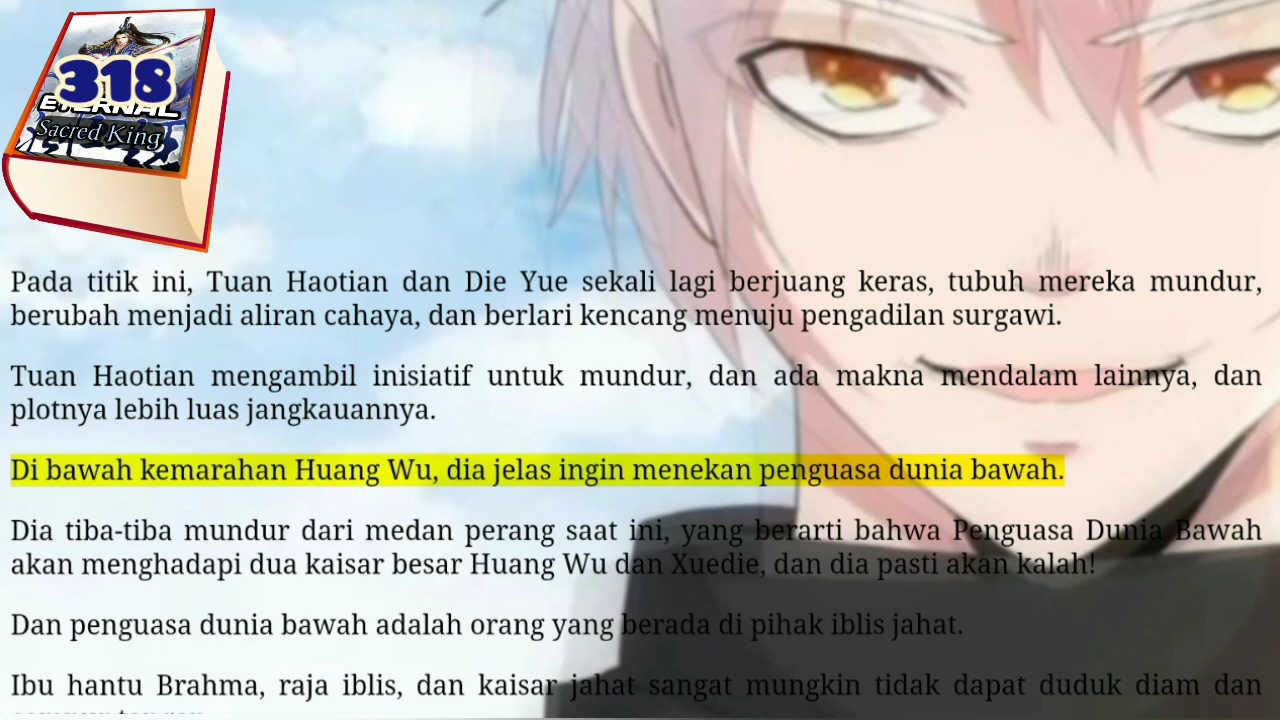 318
ETERNAL
Sacred King
Pada titik ini, Tuan Haotian dan Die Yue sekali lagi berjuang keras, tubuh mereka mundur,
berubah menjadi aliran cahaya, dan berlari kencang menuju pengadilan surgawi.
Tuan Haotian mengambil inisiatif untuk mundur, dan ada makna mendalam lainnya, dan
plotnya lebih luas jangkauannya.
Di bawah kemarahan Huang Wu, dia jelas ingin menekan penguasa dunia bawah.
Dia tiba-tiba mundur dari medan perang saat ini, yang berarti bahwa Penguasa Dunia Bawah
akan menghadapi dua kaisar besar Huang Wu dan Xuedie, dan dia pasti akan kalah!
Dan penguasa dunia bawah adalah orang yang berada di pihak iblis jahat.
Ibu hantu Brahma, raja iblis, dan kaisar jahat sangat mungkin tidak dapat duduk diam dan